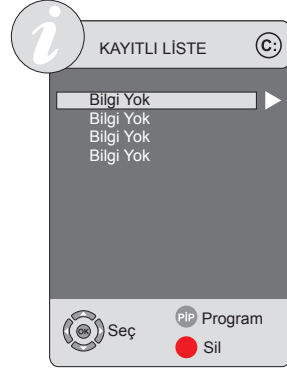 i
KAYITLI LİSTE
C:
Bilgi Yok
Bilgi Yok
Bilgi Yok
Bilgi Yok
OK
Seç
PİP Program
Sil